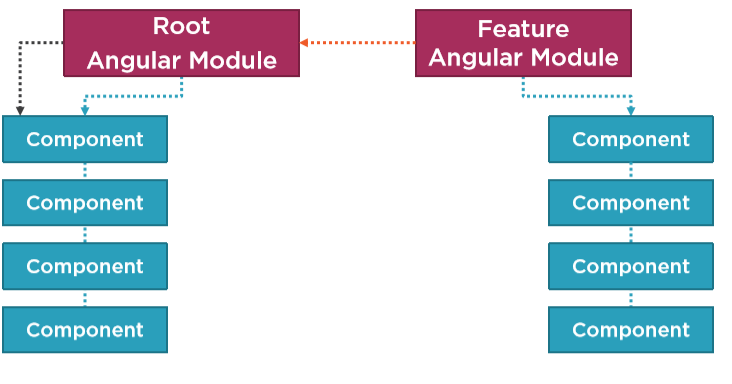 Root
Angular Module
Feature
Angular Module
Component
Component
Component
Component
Component
Component
Component
Component